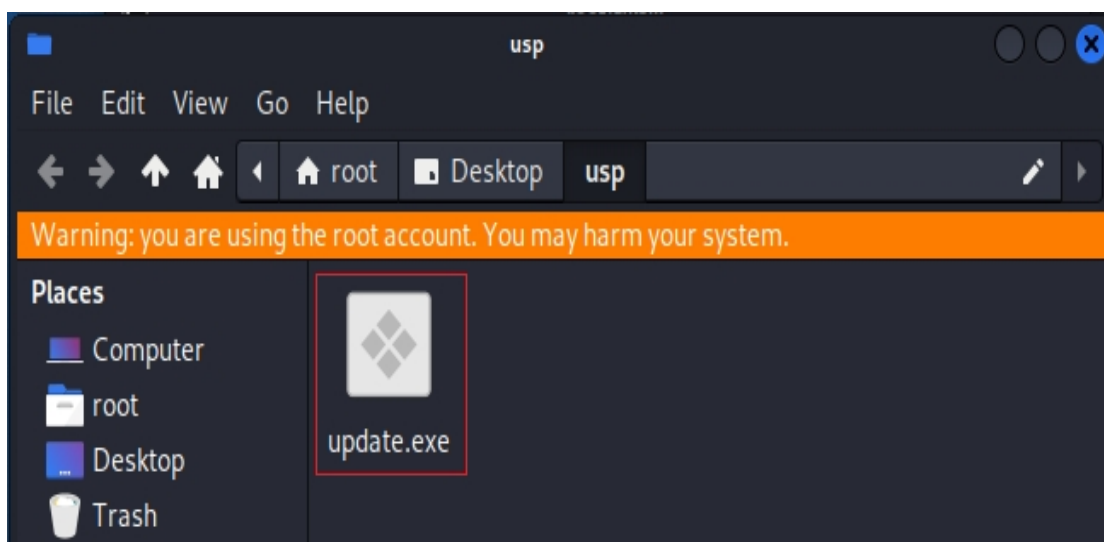 usp
File Edit View Go Help
root Desktop usp
Warning: you are using the root account. You may harm your system.
Places
Computer
root
Desktop
Trash
update.exe